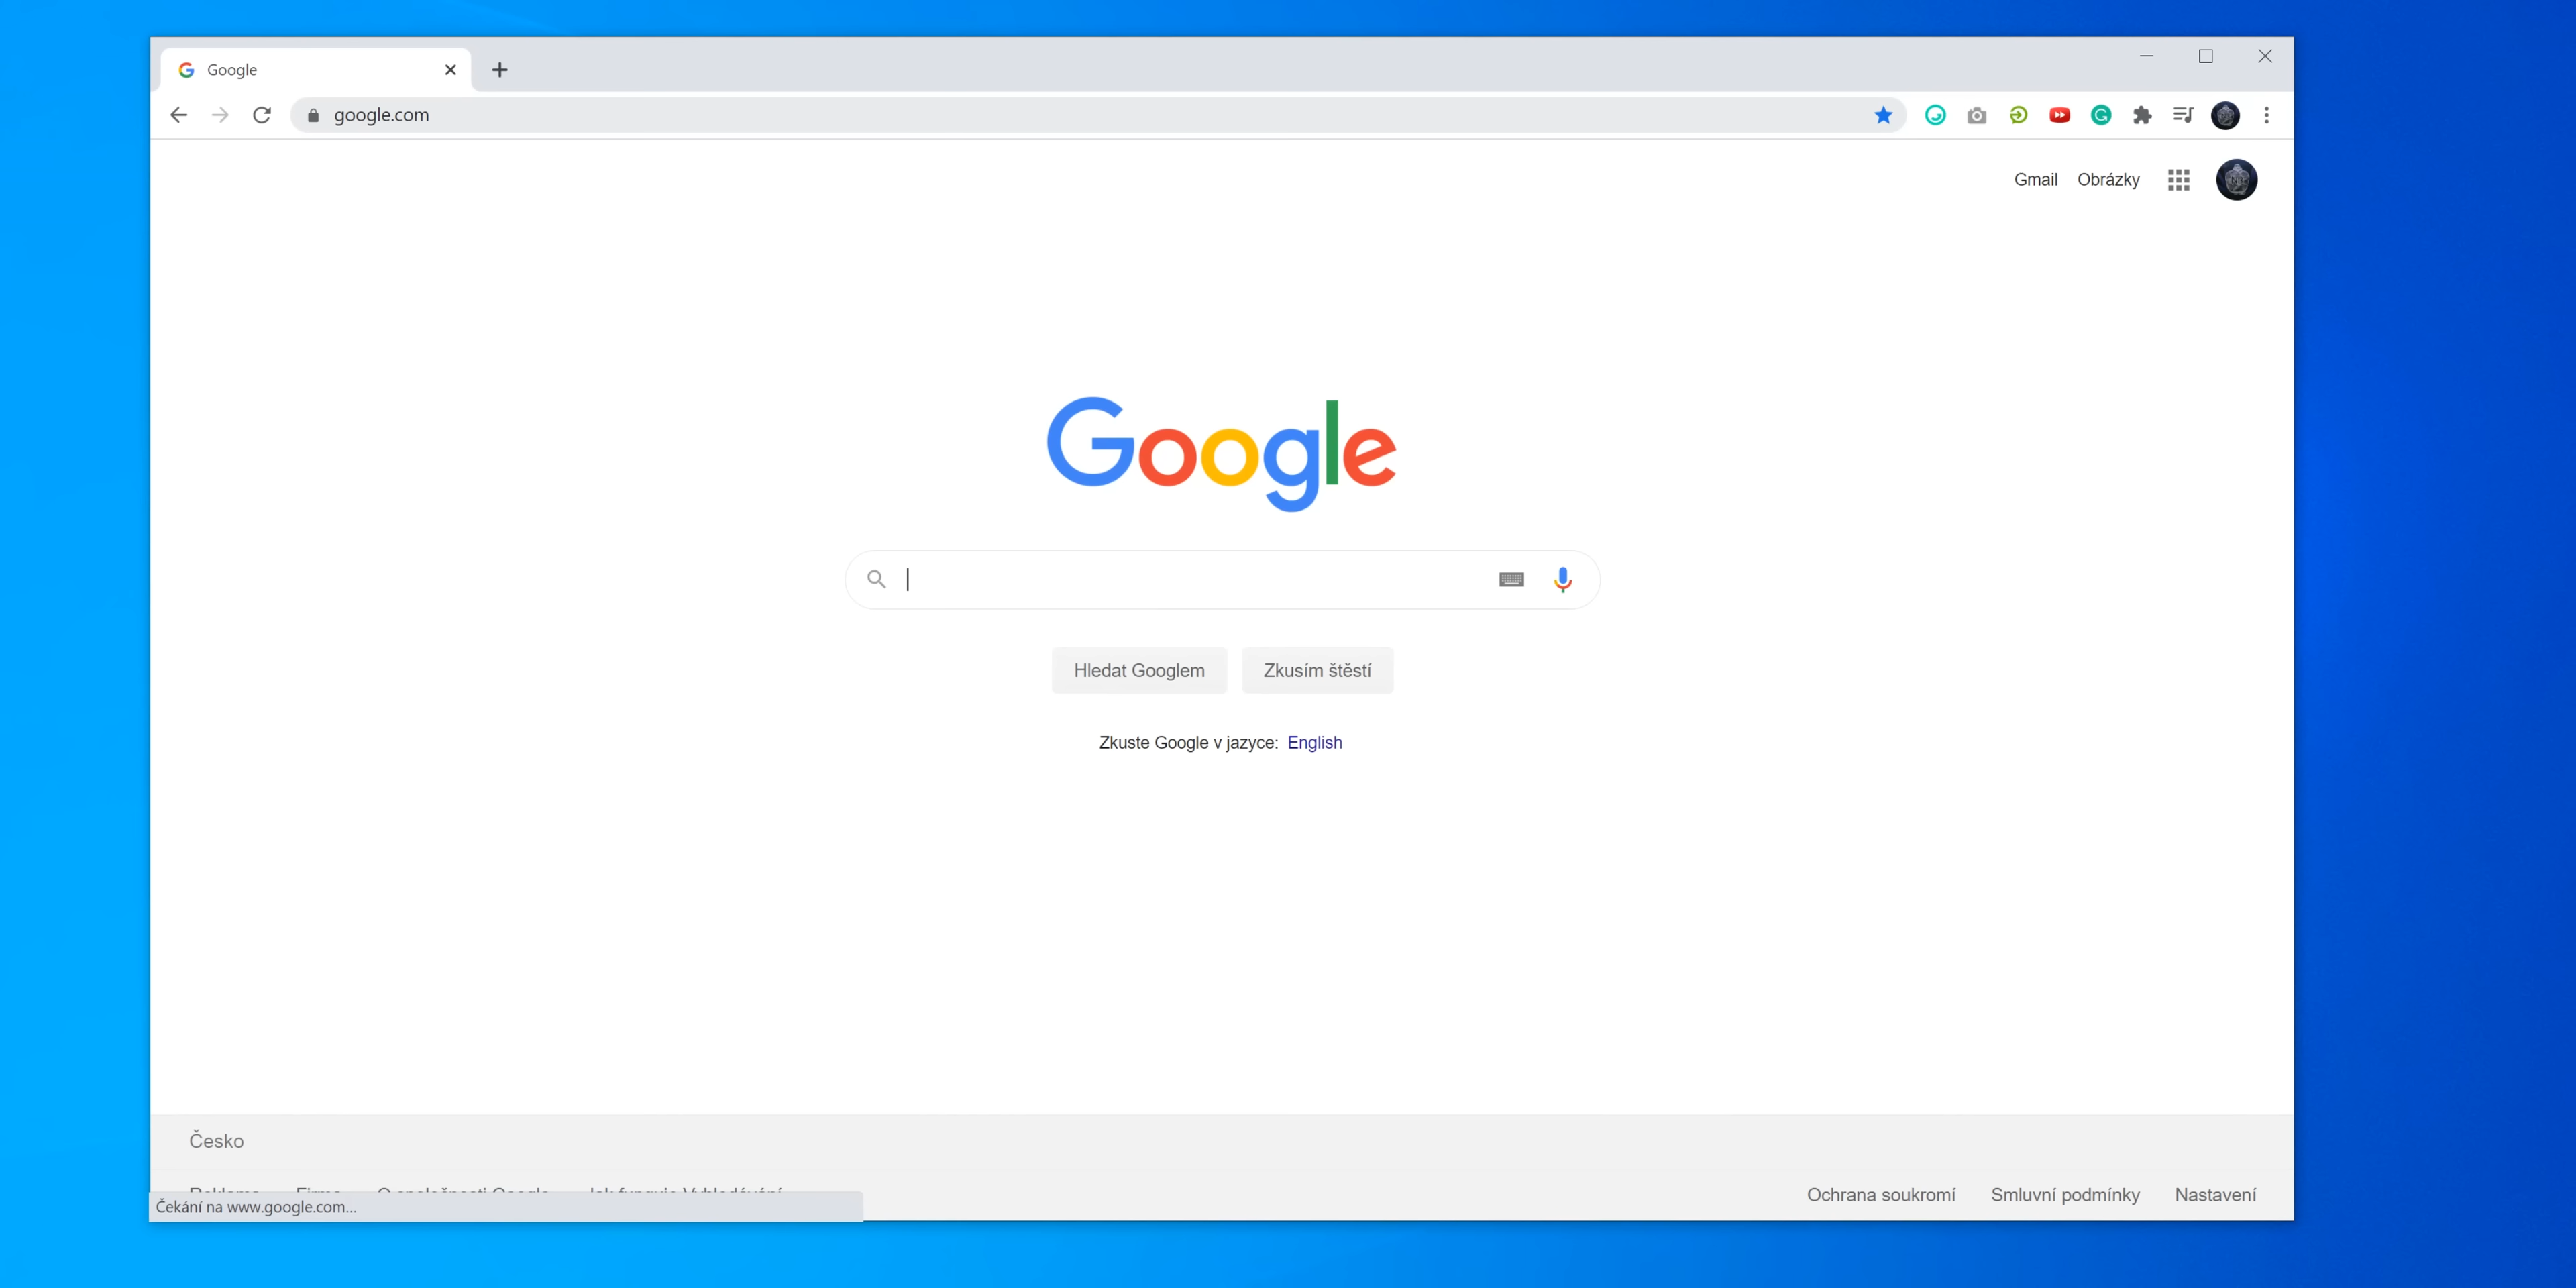 Google
google.com
Gmail Obrázky
Google
Hledat Googlem Zkusím štěstí
Zkuste Google v jazyce: English
Česko
Ochrana soukromí Smluvní podmínky Nastavení
Čekání na www.google.com...